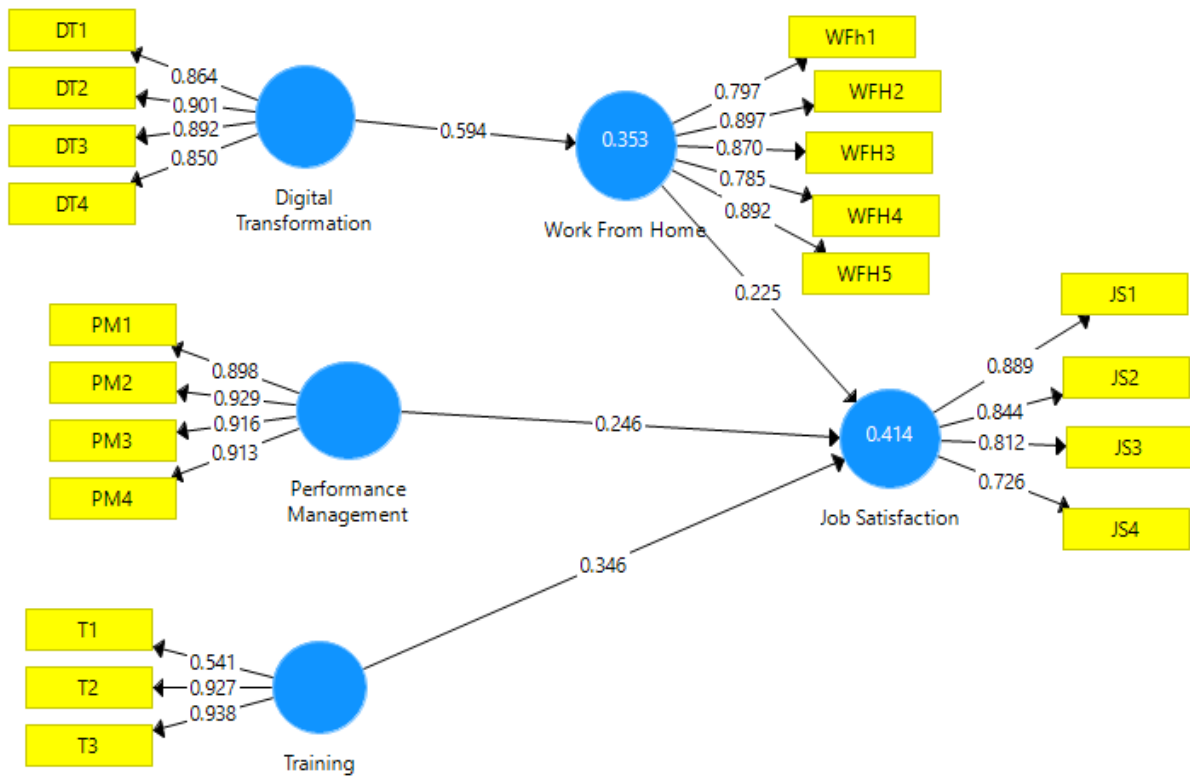 DT1
DT2
DT3
DT4
0.864
0.901
0.892
0.850
Digital
Transformation
0.594
0.353
Work From Home
0.797
0.897
0.870
0.785
0.892
WFh1
WFH2
WFH3
WFH4
WFH5
0.225
PM1
PM2
PM3
PM4
0.898
0.929
0.916
0.913
Performance
Management
0.246
0.414
Job Satisfaction
0.889
0.844
0.812
0.726
JS1
JS2
JS3
JS4
T1
T2
T3
0.541
0.927
0.938
Training
0.346